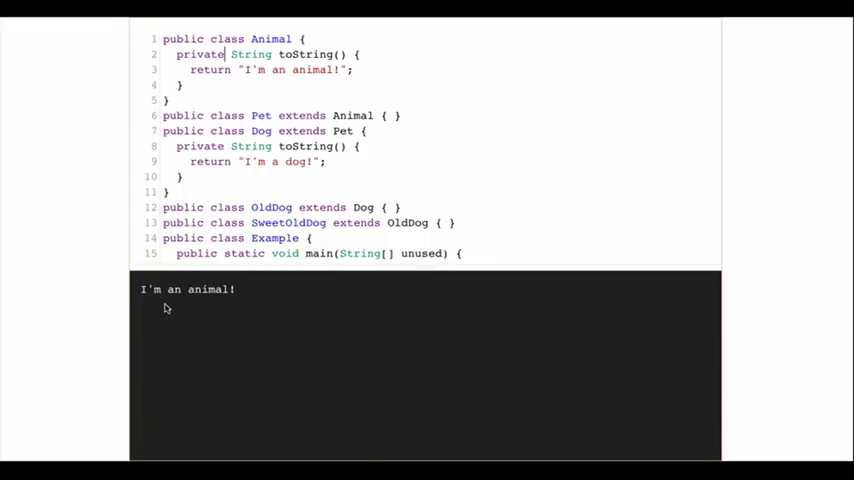 1 public class Animal {
2 private String toString() {
3 return "I'm an animal!";
4 }
5 }
6 public class Pet extends Animal { }
7 public class Dog extends Pet {
8 private String toString() {
9 return "I'm a dog!";
10 }
11 }
12 public class OldDog extends Dog { }
13 public class SweetOldDog extends OldDog { }
14 public class Example {
15 public static void main(String[] unused) {
I'm an animal!